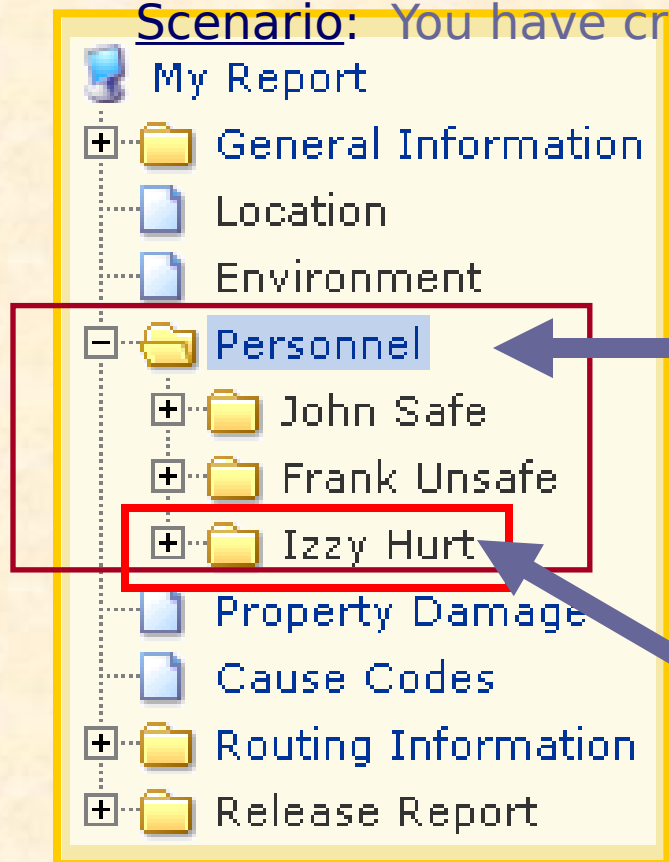 Scenario: You have cr
My Report
General Information
Location
Environment
Personnel
John Safe
Frank Unsafe
Izzy Hurt
Property Damage
Cause Codes
Routing Information
Release Report